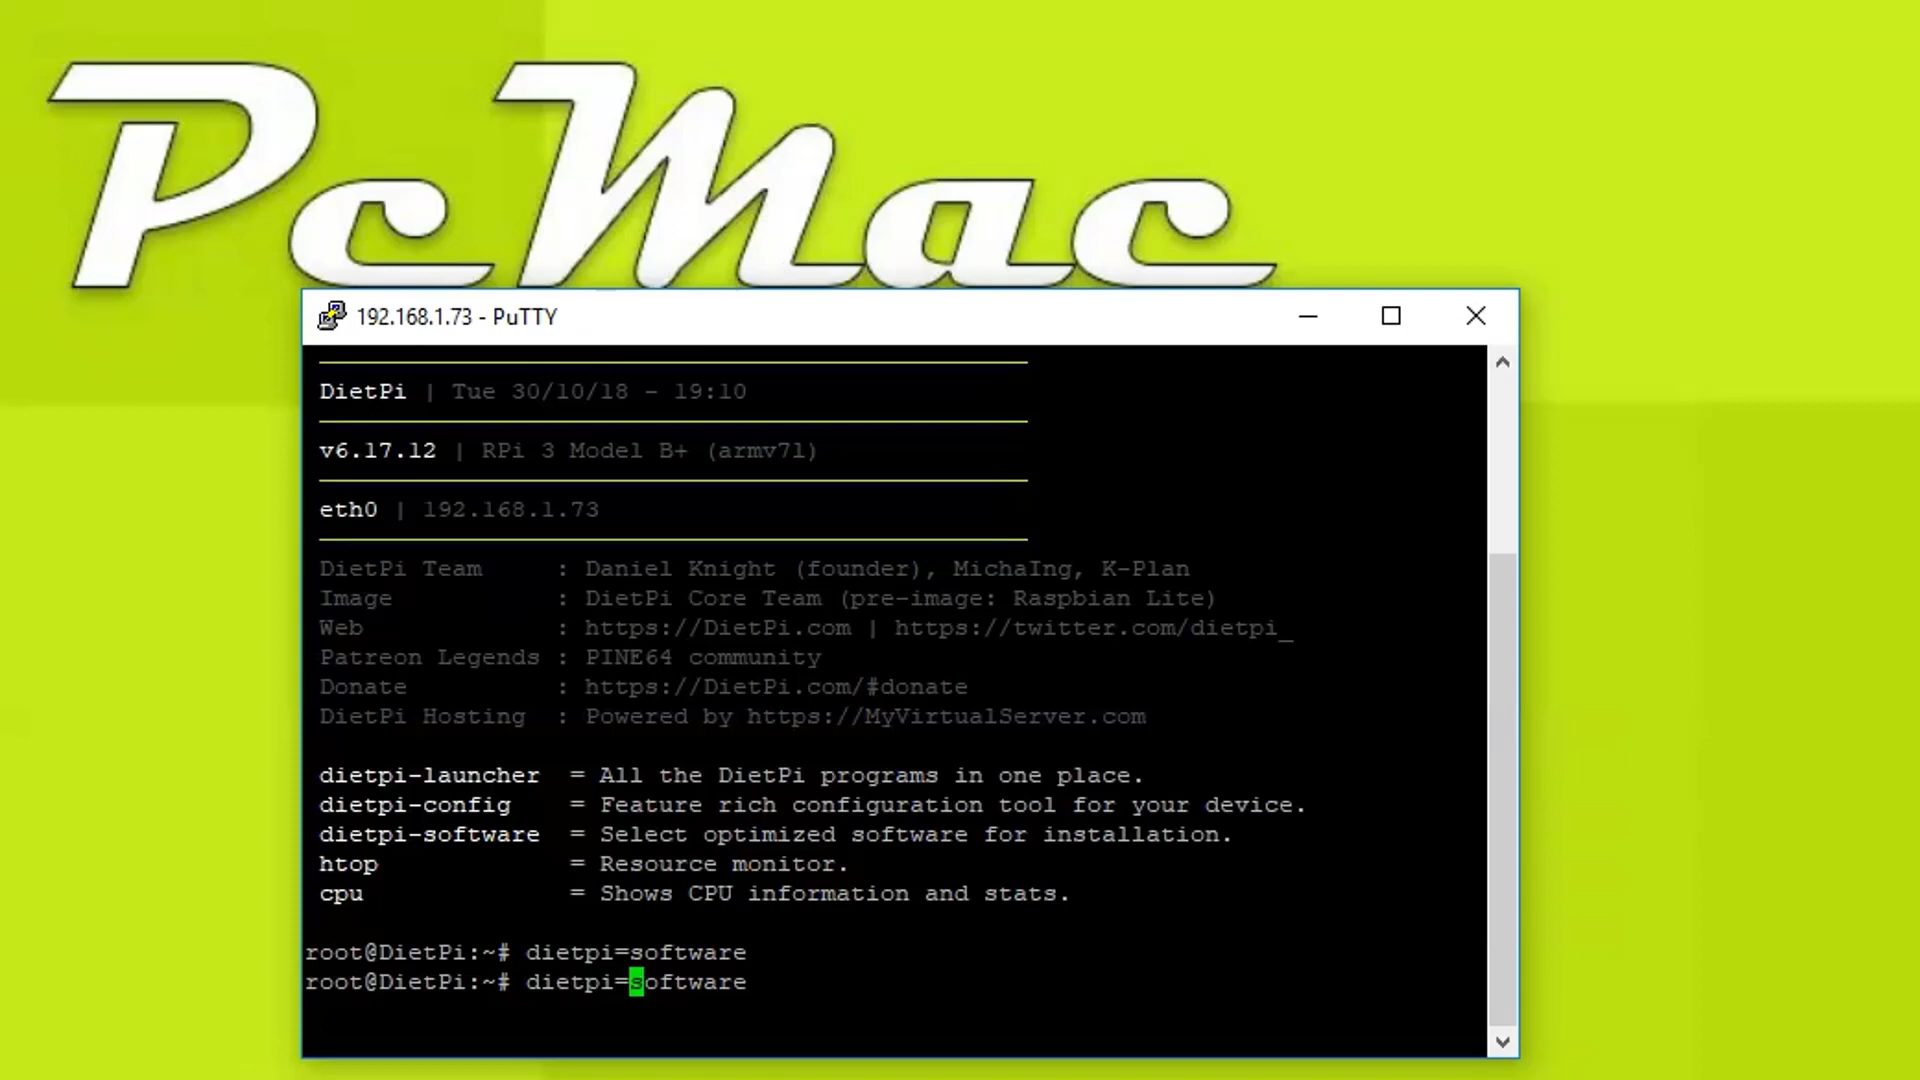 PcMac
192.168.1.73 - PuTTY
DietPi | Tue 30/10/18 - 19:10
v6.17.12 | RPi 3 Model B+ (armv7l)
eth0 | 192.168.1.73
DietPi Team     : Daniel Knight (founder), MichaIng, K-Plan
Image           : DietPi Core Team (pre-image: Raspbian Lite)
Web             : https://DietPi.com | https://twitter.com/dietpi_
Patreon Legends : PINE64 community
Donate          : https://DietPi.com/#donate
DietPi Hosting  : Powered by https://MyVirtualServer.com
dietpi-launcher  = All the DietPi programs in one place.
dietpi-config    = Feature rich configuration tool for your device.
dietpi-software  = Select optimized software for installation.
htop             = Resource monitor.
cpu              = Shows CPU information and stats.
root@DietPi:~# dietpi=software
root@DietPi:~# dietpi=software